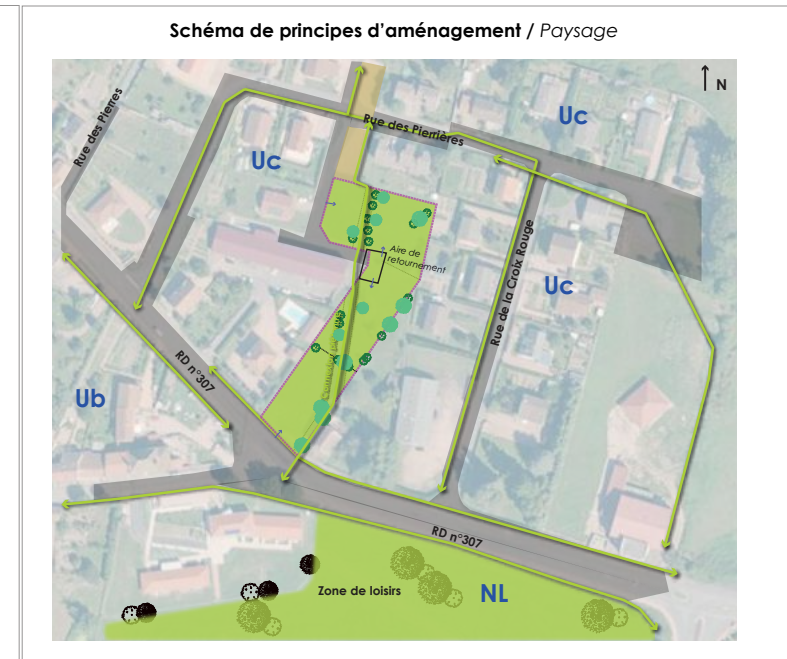 Schéma de principes d'aménagement / Paysage
N
Rue des Pierres
Uc
Rue des Pierrières
Uc
Aire de
retournement
Rue de la Croix Rouge
Uc
Ub
RD n°307
RD n°307
Zone de loisirs
NL